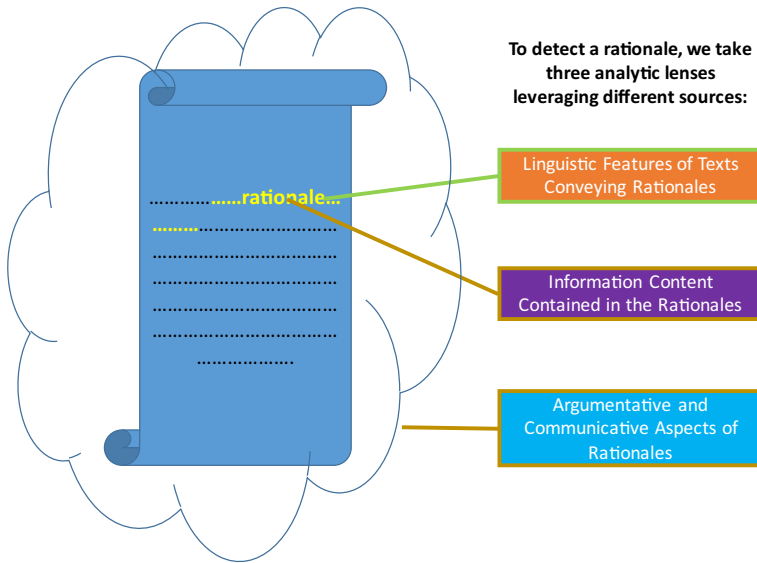 To detect a rationale, we take
three analytic lenses
leveraging different sources:
Linguistic Features of Texts
Conveying Rationales
………………rationale…
………………………………
………………………………
………………………………
………………………………
………………………………
……………….
Information Content
Contained in the Rationales
Argumentative and
Communicative Aspects of
Rationales